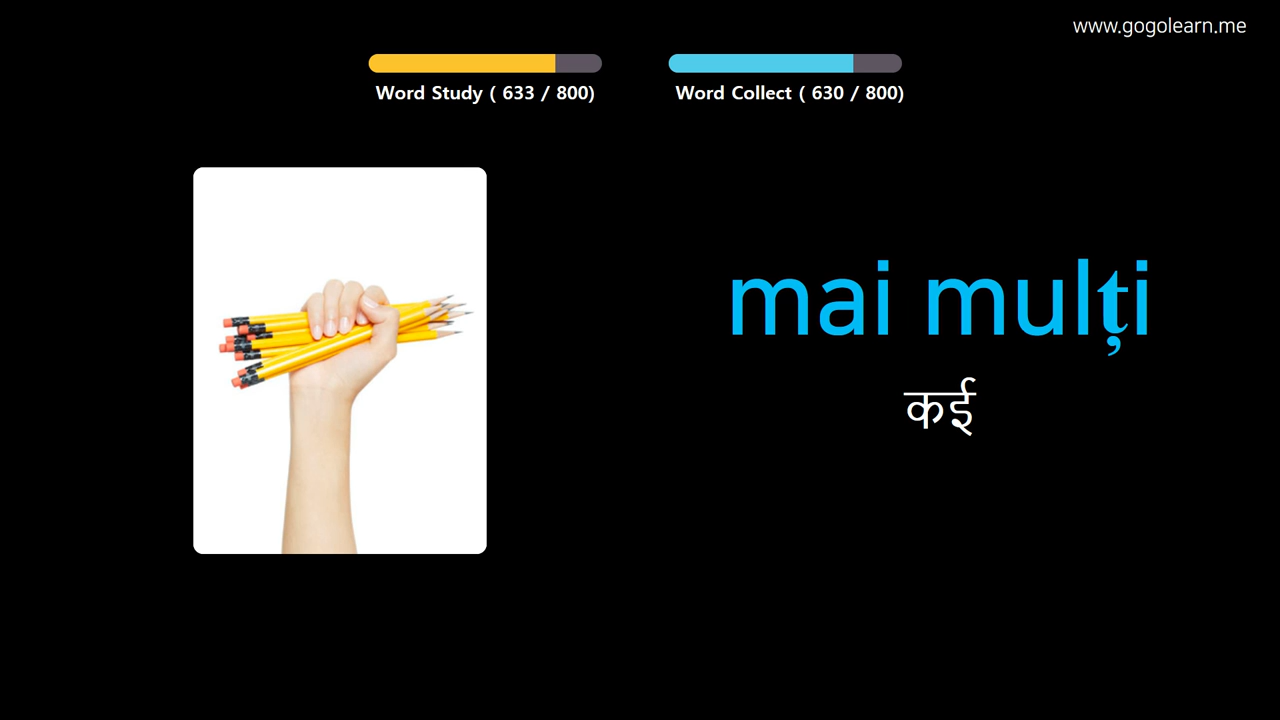 www.gogolearn.me
Word Study ( 633 / 800)
Word Collect ( 630 / 800)
mai mulți
कई